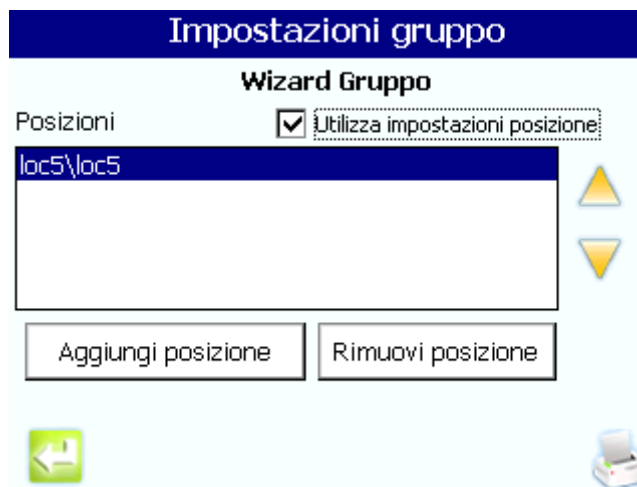 Impostazioni gruppo
Wizard Gruppo
Posizioni
Utilizza impostazioni posizione
loc5\loc5
Aggiungi posizione
Rimuovi posizione